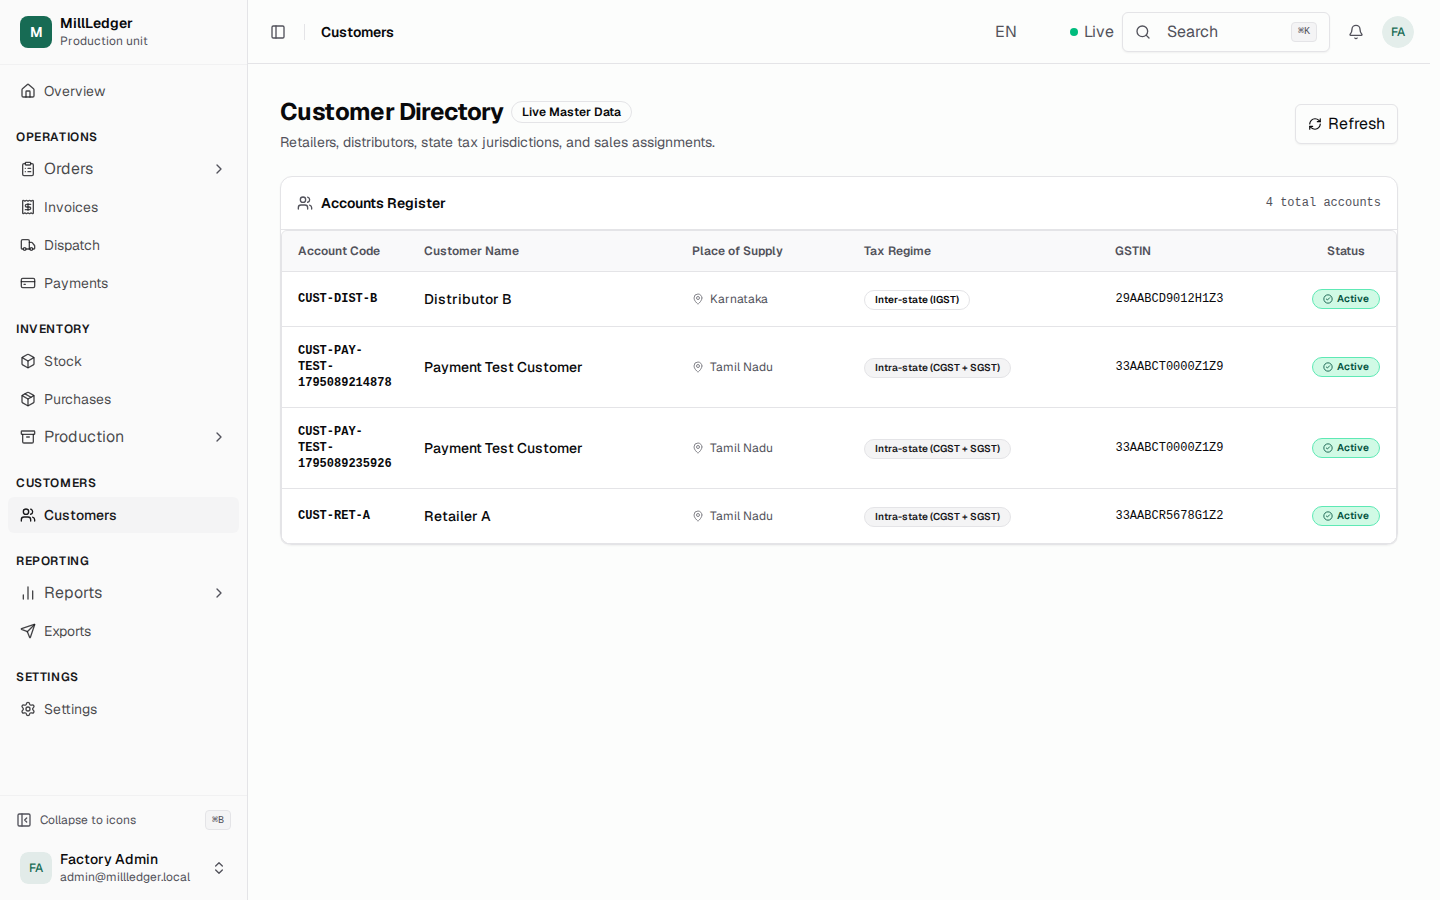 M
MillLedger
Production unit
Customers
EN
Live
Search
⌘K
FA
Overview
OPERATIONS
Orders
Invoices
Dispatch
Payments
INVENTORY
Stock
Purchases
Production
CUSTOMERS
Customers
REPORTING
Reports
Exports
SETTINGS
Settings
Collapse to icons
⌘B
FA
Factory Admin
admin@millledger.local
Customer Directory
Live Master Data
Retailers, distributors, state tax jurisdictions, and sales assignments.
Refresh
Accounts Register
4 total accounts
Account Code Customer Name Place of Supply Tax Regime GSTIN Status
CUST-DIST-B Distributor B Karnataka Inter-state (IGST) 29AABCD9012H1Z3 Active
CUST-PAY-
TEST-
1795089214878
Payment Test Customer Tamil Nadu Intra-state (CGST + SGST) 33AABCT0000Z1Z9 Active
CUST-PAY-
TEST-
1795089235926
Payment Test Customer Tamil Nadu Intra-state (CGST + SGST) 33AABCT0000Z1Z9 Active
CUST-RET-A Retailer A Tamil Nadu Intra-state (CGST + SGST) 33AABCR5678G1Z2 Active